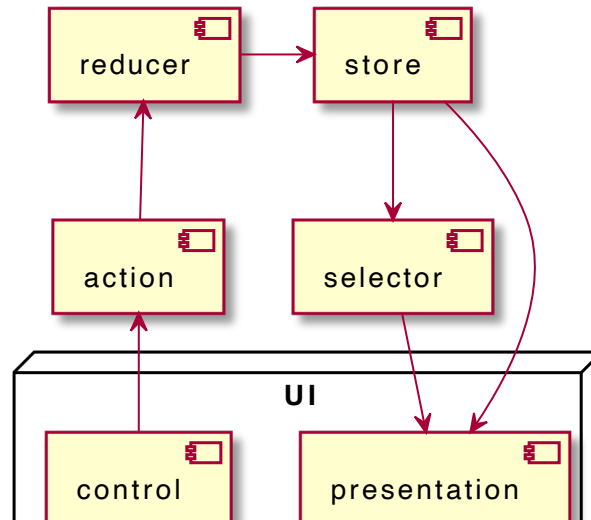 reducer
store
action
selector
UI
control
presentation